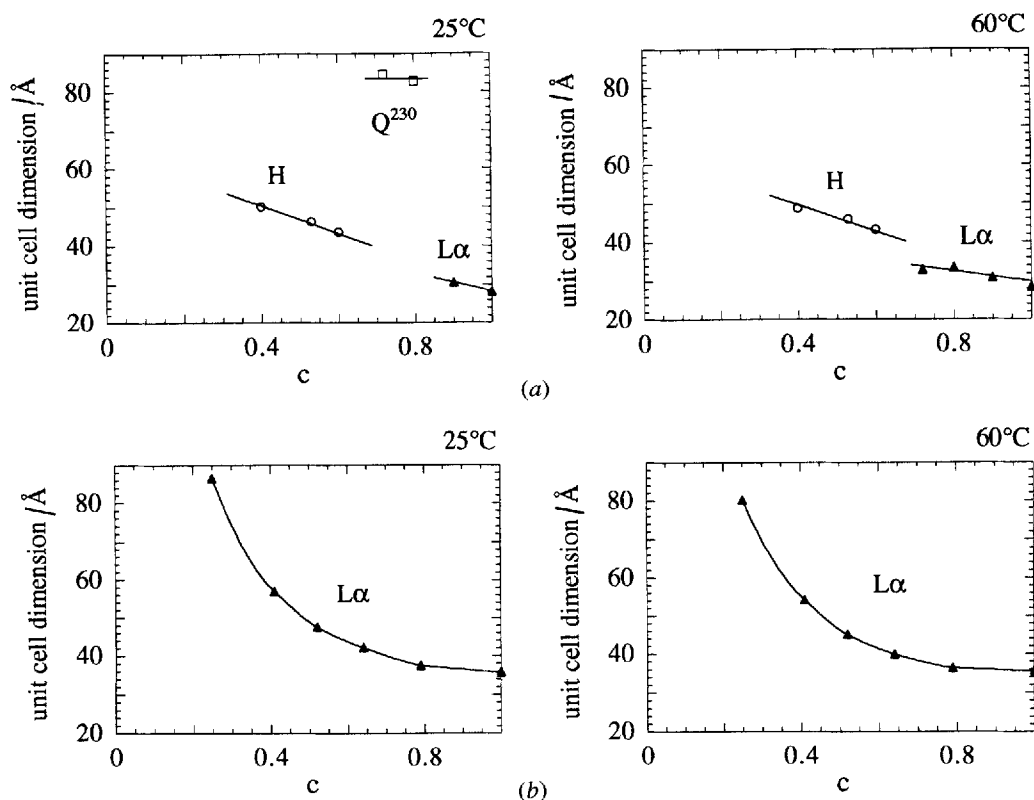 25°C
unit cell dimension /Å
80
60
40
20
Q²³⁰
H
Lα
0
0.4
0.8
c
60°C
unit cell dimension /Å
80
60
40
20
H
Lα
0
0.4
0.8
c
(a)
25°C
unit cell dimension /Å
80
60
40
20
Lα
0
0.4
0.8
c
60°C
unit cell dimension /Å
80
60
40
20
Lα
0
0.4
0.8
c
(b)